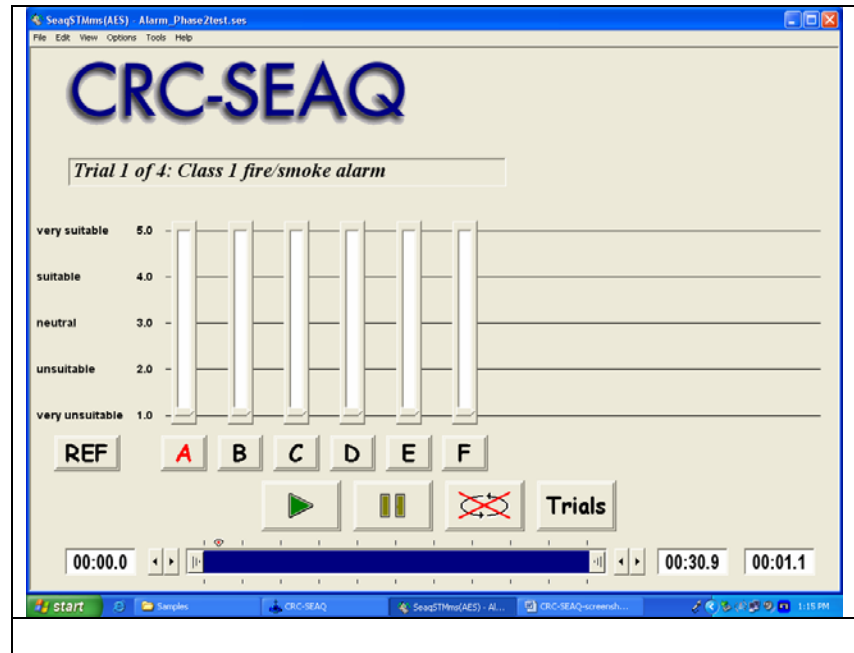 SeaqSTMms(AES) - Alarm_Phase2test.ses
File Edit View Options Tools Help
CRC-SEAQ
Trial 1 of 4: Class 1 fire/smoke alarm
very suitable 5.0
suitable 4.0
neutral 3.0
unsuitable 2.0
very unsuitable 1.0
REF A B C D E F
Trials
00:00.0 00:30.9 00:01.1
start Samples CRC-SEAQ SeaqSTMms(AES) - Al... CRC-SEAQ-screensh... 1:15 PM